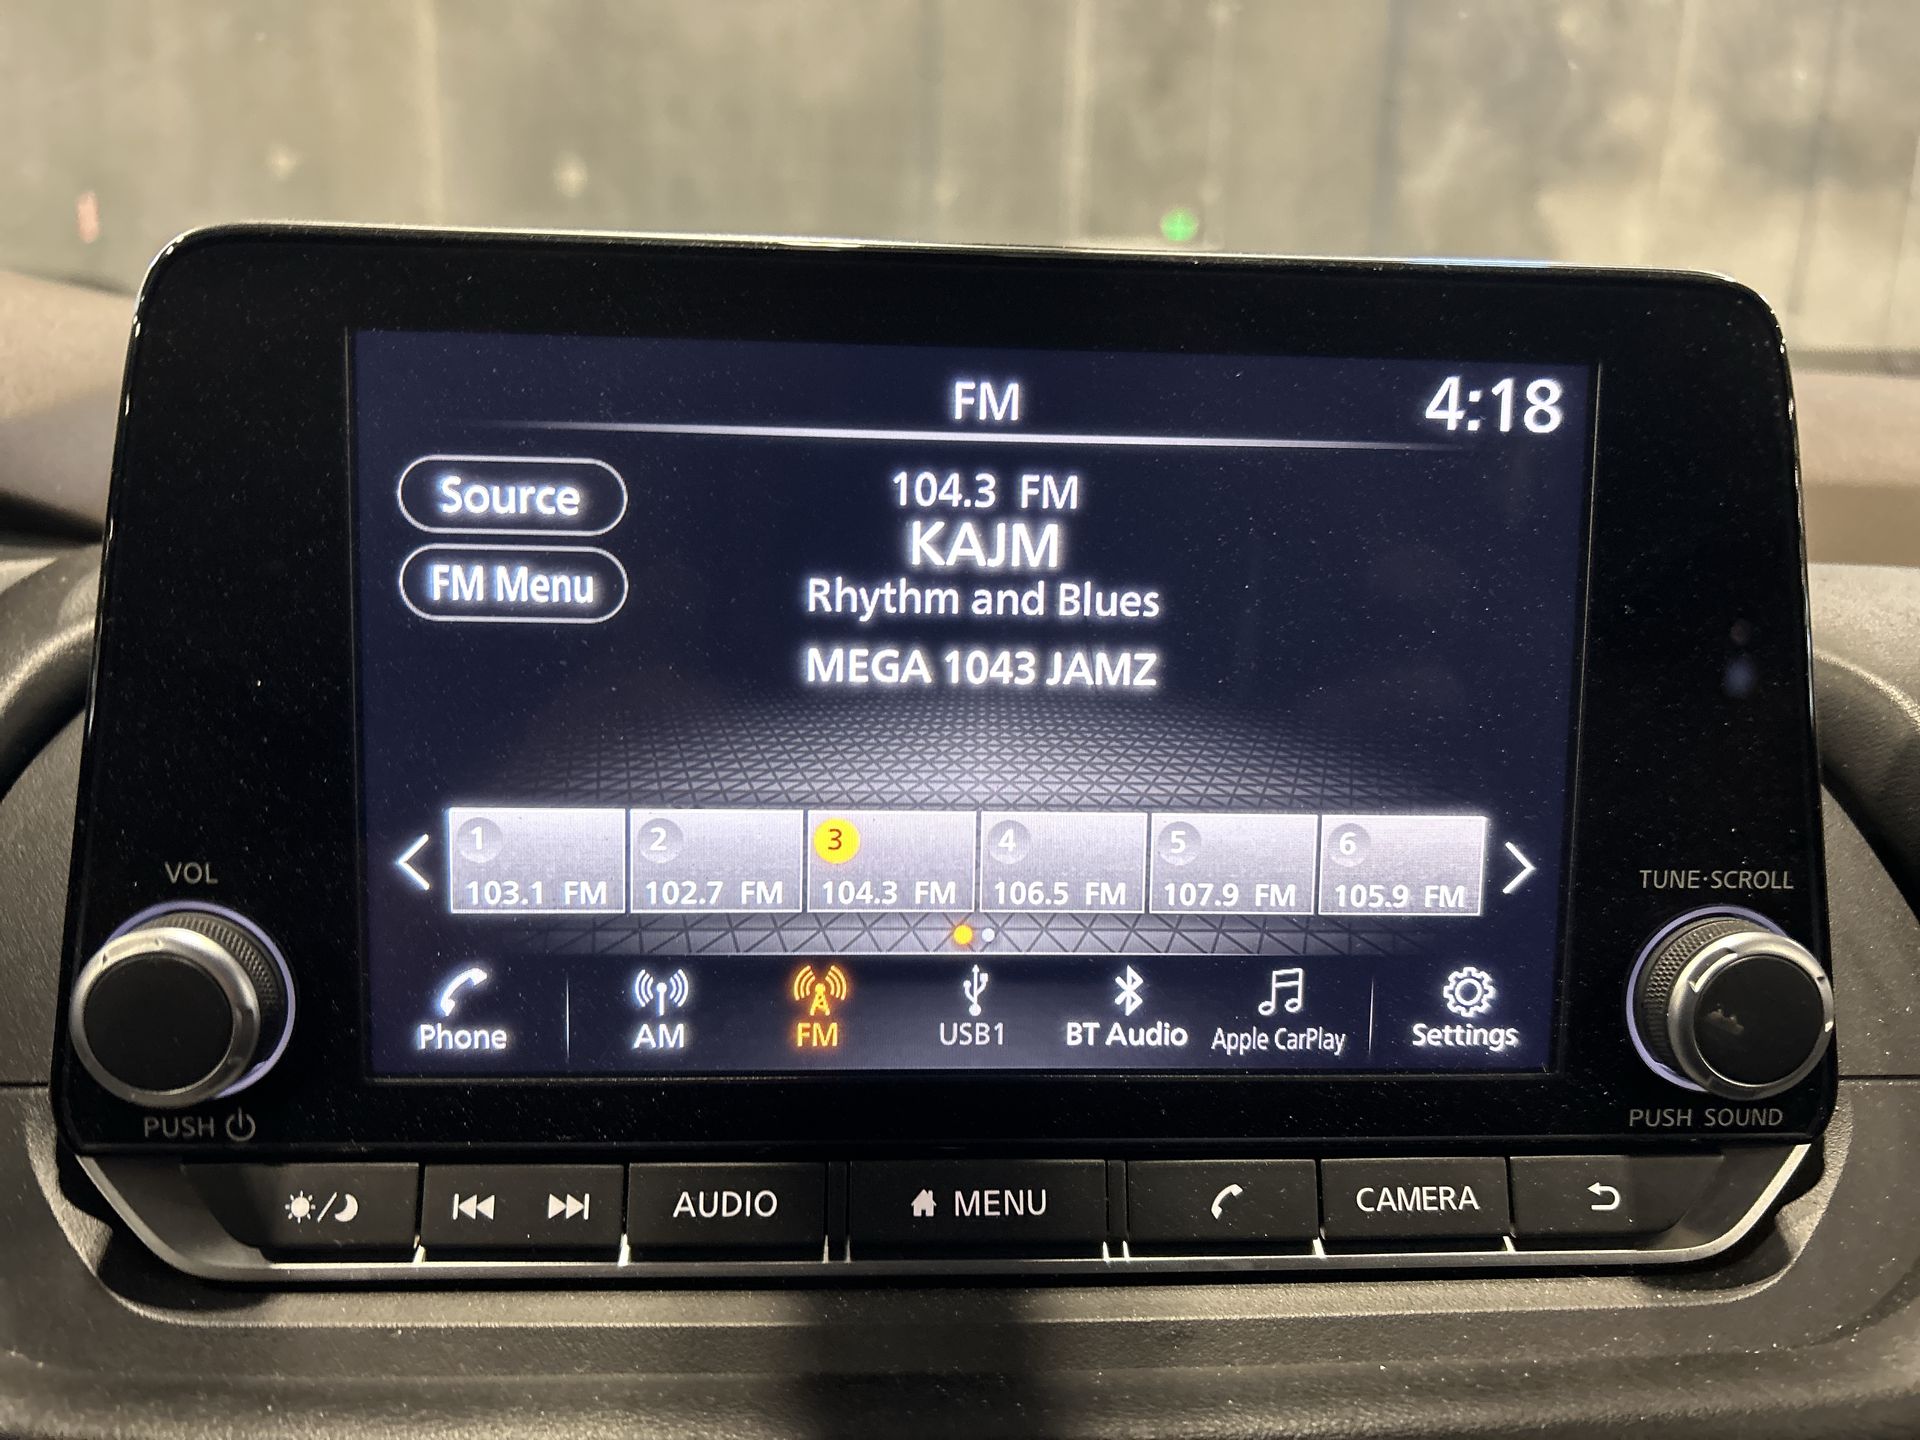 FM
4:18
Source
104.3 FM
KAJM
FM Menu
Rhythm and Blues
MEGA 1043 JAMZ
1 2 3 4 5 6
103.1 FM 102.7 FM 104.3 FM 106.5 FM 107.9 FM 105.9 FM
VOL
TUNE·SCROLL
Phone AM FM USB1 BT Audio Apple CarPlay Settings
PUSH
PUSH SOUND
AUDIO MENU CAMERA